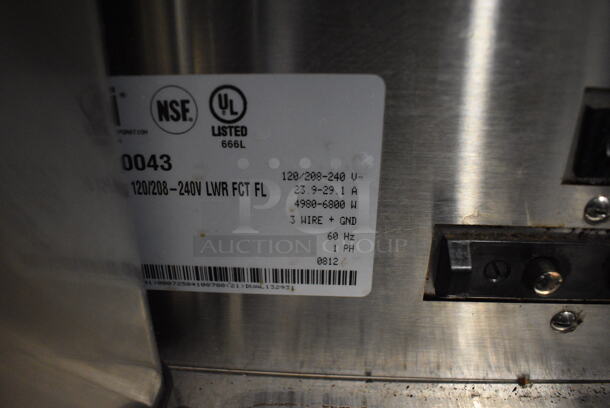 NSF.
UL
LISTED
666L
0043
120/208-240V LWR FCT FL
120/208-240 V~
23.9-29.1 A
4980-6800 W
3 WIRE + GND
60 Hz
1 PH
0812
PCI
AUCTION GROUP